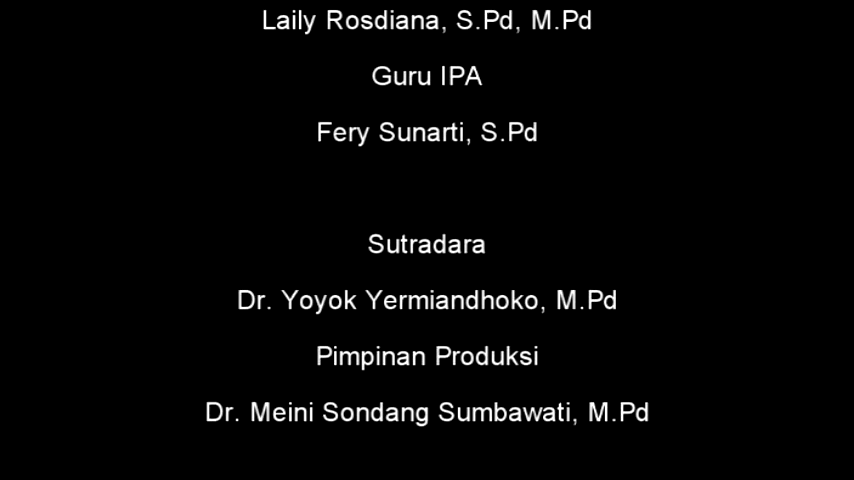 Laily Rosdiana, S.Pd, M.Pd
Guru IPA
Fery Sunarti, S.Pd
Sutradara
Dr. Yoyok Yermiandhoko, M.Pd
Pimpinan Produksi
Dr. Meini Sondang Sumbawati, M.Pd